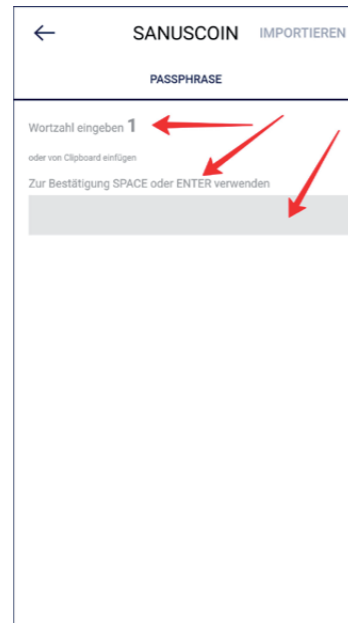 SANUSCOIN IMPORTIEREN
PASSPHRASE
Wortzahl eingeben 1
oder von Clipboard einfügen
Zur Bestätigung SPACE oder ENTER verwenden